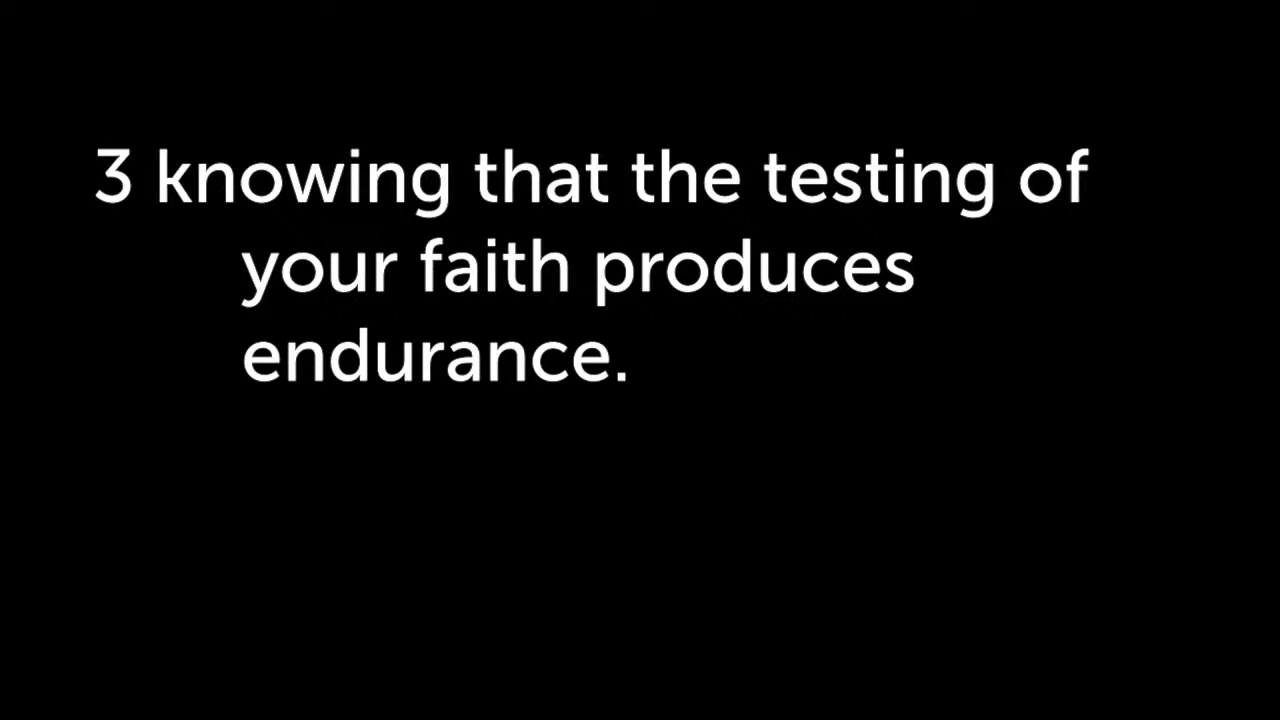 3 knowing that the testing of
your faith produces
endurance.